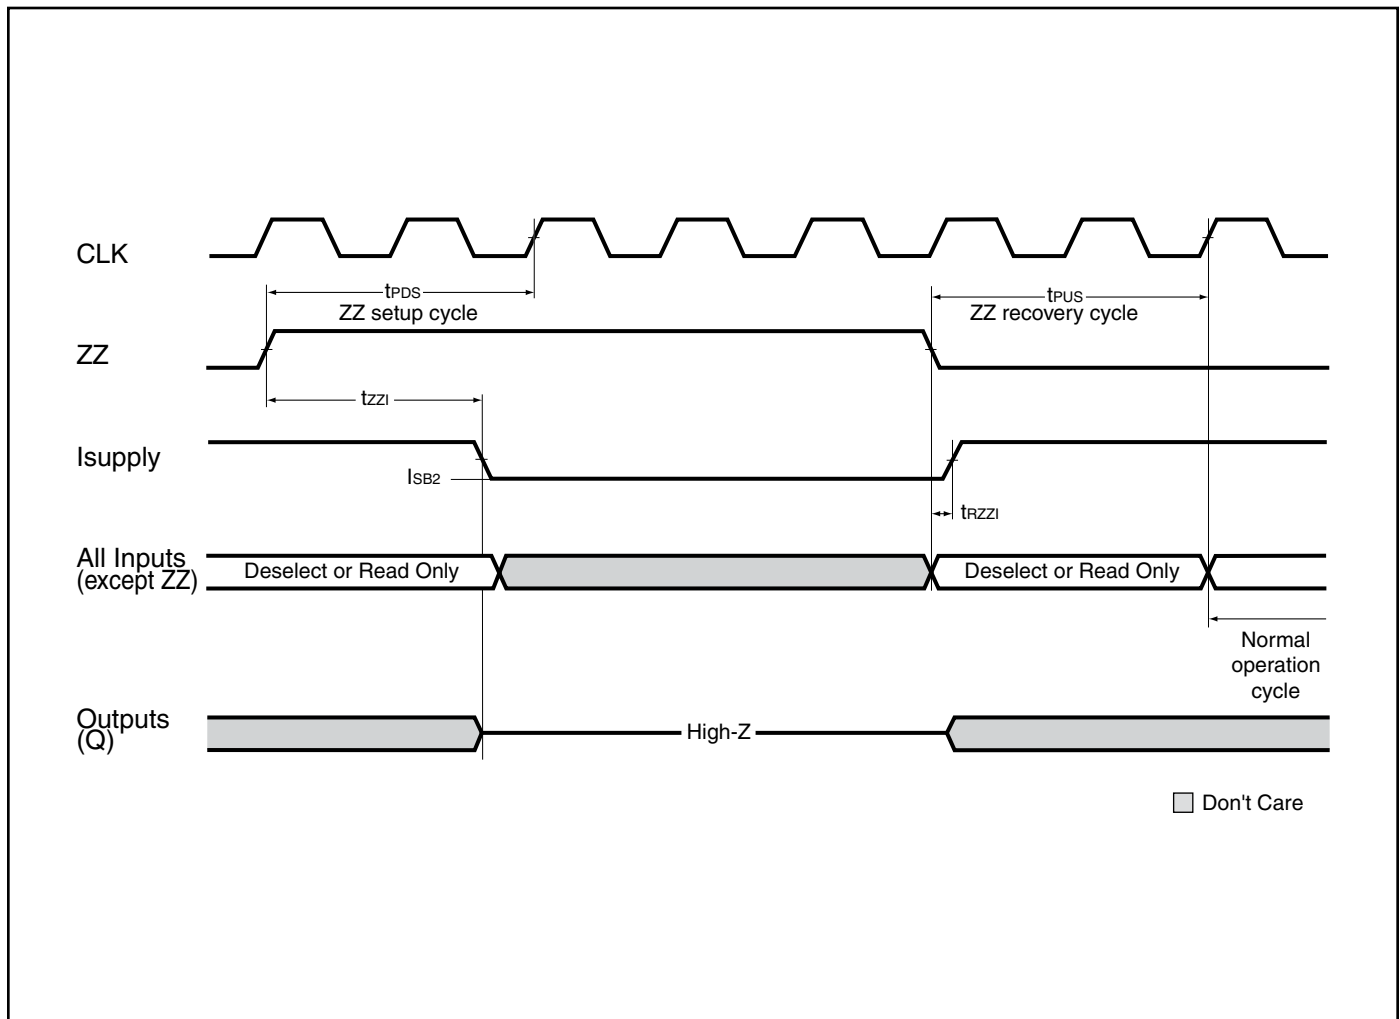 CLK
tPDS
ZZ setup cycle
tPUS
ZZ recovery cycle
ZZ
tZZI
Isupply
ISB2
tRZZI
All Inputs
(except ZZ)
Deselect or Read Only
Deselect or Read Only
Normal
operation
cycle
Outputs
(Q)
High-Z
Don't Care